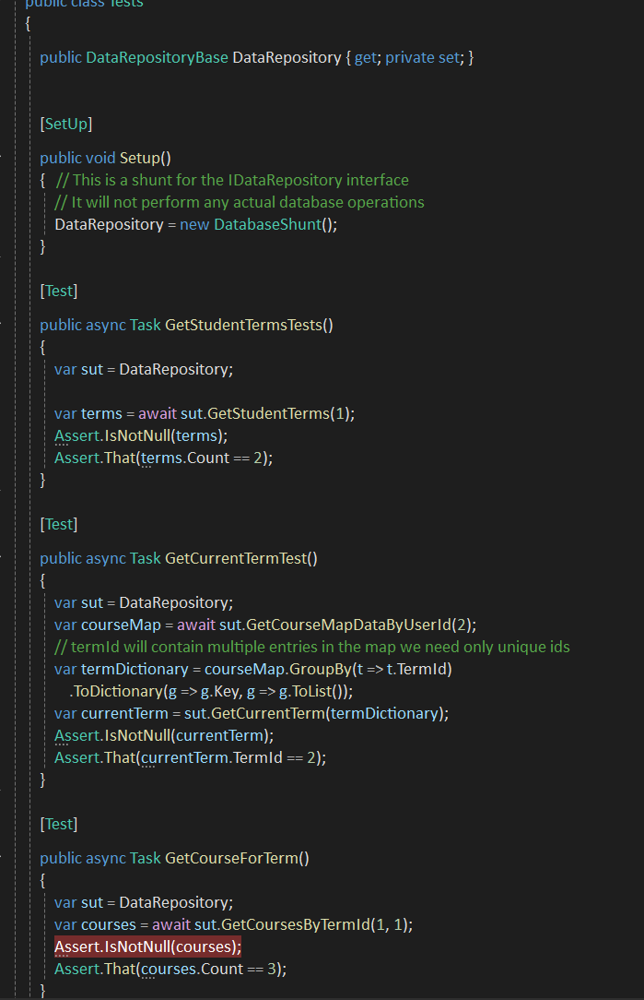 public class Tests
{
public DataRepositoryBase DataRepository { get; private set; }
[SetUp]
public void Setup()
{ // This is a shunt for the IDataRepository interface
// It will not perform any actual database operations
DataRepository = new DatabaseShunt();
}
[Test]
public async Task GetStudentTermsTests()
{
var sut = DataRepository;
var terms = await sut.GetStudentTerms(1);
Assert.IsNotNull(terms);
Assert.That(terms.Count == 2);
}
[Test]
public async Task GetCurrentTermTest()
{
var sut = DataRepository;
var courseMap = await sut.GetCourseMapDataByUserId(2);
// termId will contain multiple entries in the map we need only unique ids
var termDictionary = courseMap.GroupBy(t => t.TermId)
.ToDictionary(g => g.Key, g => g.ToList());
var currentTerm = sut.GetCurrentTerm(termDictionary);
Assert.IsNotNull(currentTerm);
Assert.That(currentTerm.TermId == 2);
}
[Test]
public async Task GetCourseForTerm()
{
var sut = DataRepository;
var courses = await sut.GetCoursesByTermId(1, 1);
Assert.IsNotNull(courses);
Assert.That(courses.Count == 3);
}